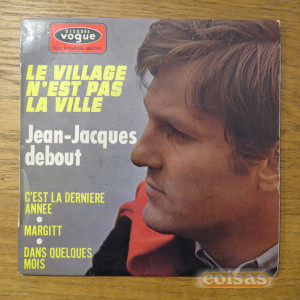 DISQUES
vogue
LE VILLAGE
N'EST PAS
LA VILLE
Jean-Jacques
debout
C'EST LA DERNIERE
ANNEE
MARGITT
DANS QUELQUES
MOIS
coisas